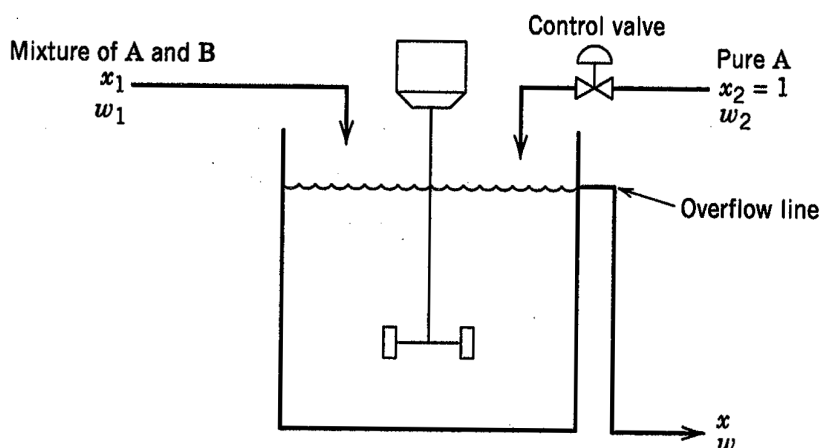 Control valve
Mixture of A and B
x₁
w₁
Pure A
x₂ = 1
w₂
Overflow line
x
w